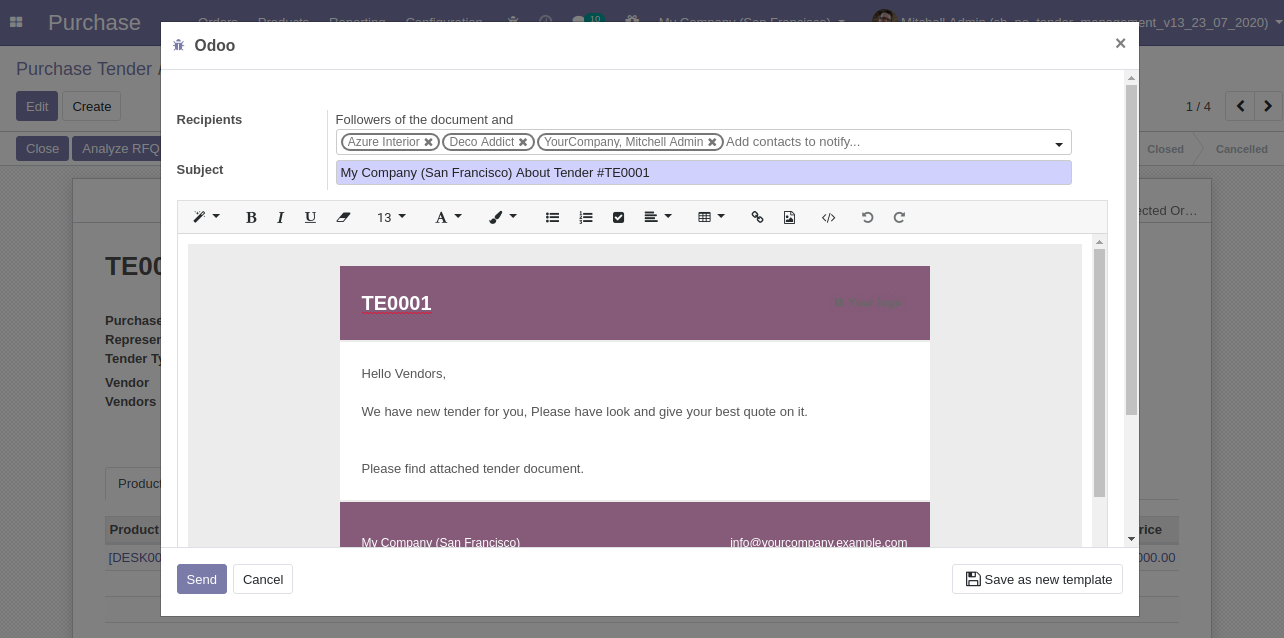 Purchase Orders Products Reporting Configuration 10 My Company (San Francisco) Mitchell Admin
nt_v13_23_07_2020)
Odoo ×
Purchase Tender
Edit Create
1 / 4
Close Analyze RFQ
Closed Cancelled
Recipients
Followers of the document and
Azure Interior Deco Addict YourCompany, Mitchell Admin Add contacts to notify...
Subject
My Company (San Francisco) About Tender #TE0001
B I U 13 A
ected Or…
TE00
TE0001
Your logo
Purchase
Represen
Tender Ty
Vendor
Vendors
Hello Vendors,
We have new tender for you, Please have look and give your best quote on it.
Please find attached tender document.
Product
Product rice
My Company (San Francisco) info@yourcompany.example.com
[DESK00 000.00
Send Cancel Save as new template